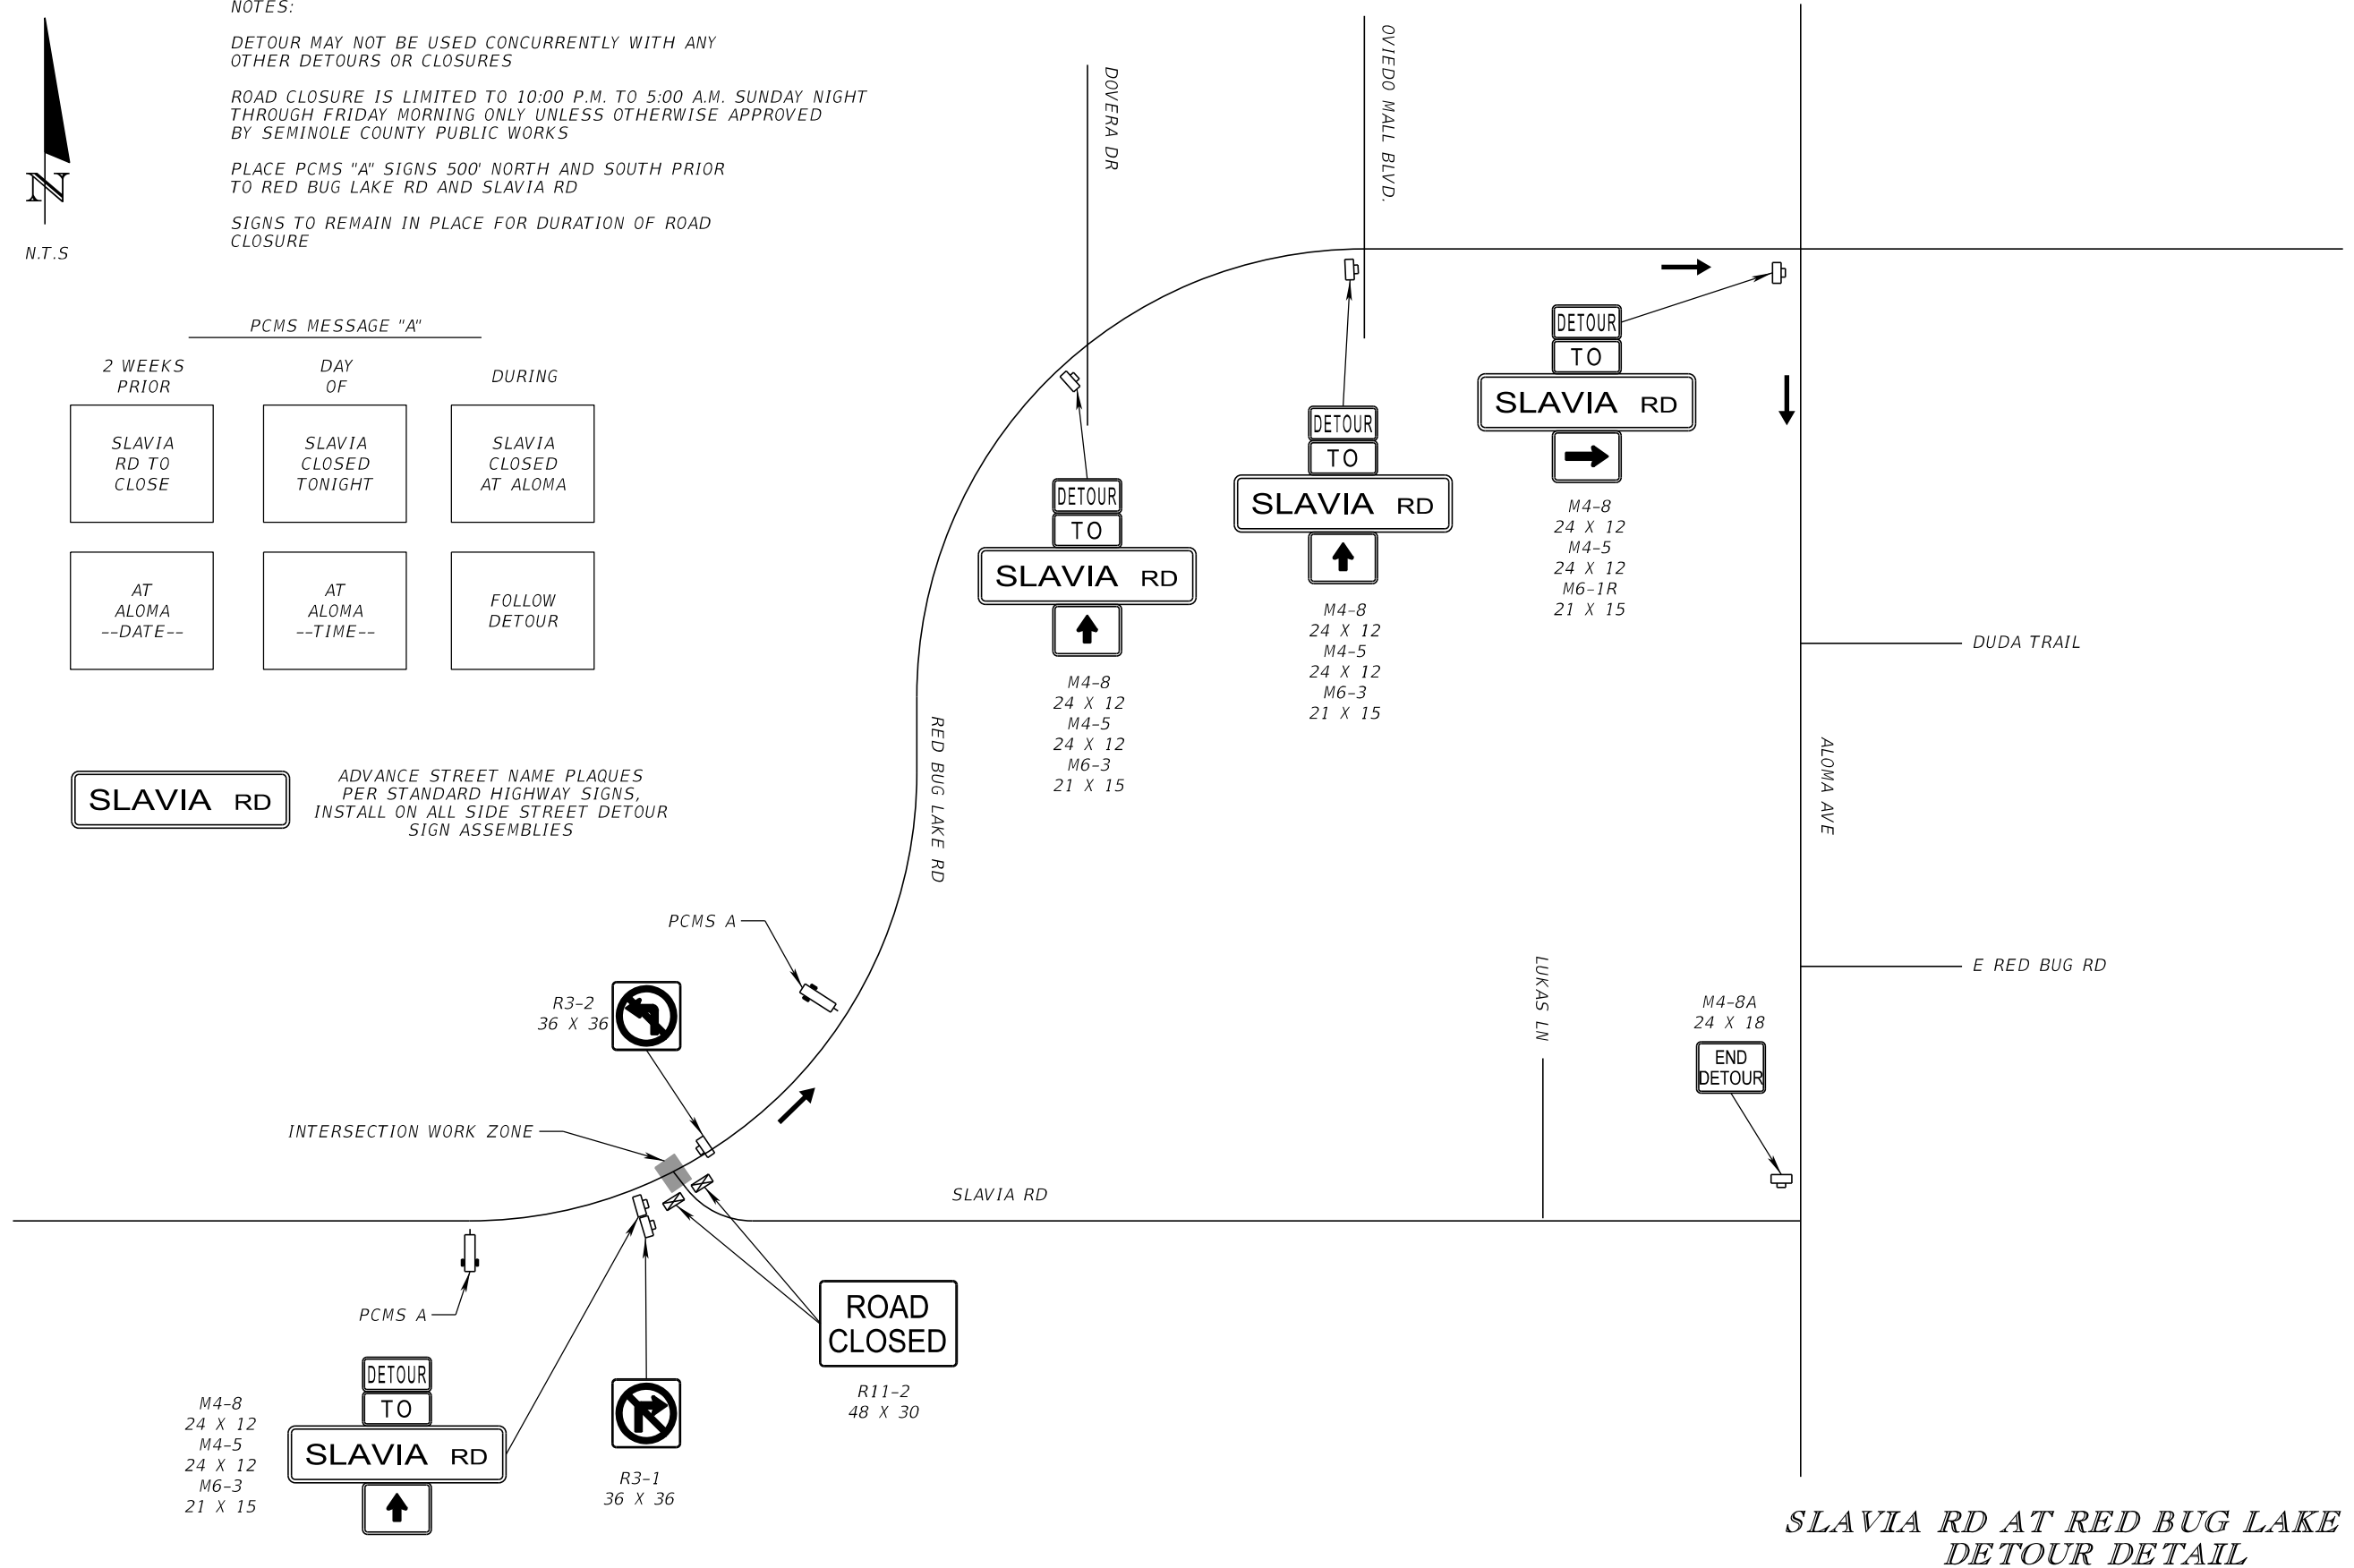 NOTES:
DETOUR MAY NOT BE USED CONCURRENTLY WITH ANY
OTHER DETOURS OR CLOSURES
ROAD CLOSURE IS LIMITED TO 10:00 P.M. TO 5:00 A.M. SUNDAY NIGHT
THROUGH FRIDAY MORNING ONLY UNLESS OTHERWISE APPROVED
BY SEMINOLE COUNTY PUBLIC WORKS
PLACE PCMS "A" SIGNS 500' NORTH AND SOUTH PRIOR
TO RED BUG LAKE RD AND SLAVIA RD
SIGNS TO REMAIN IN PLACE FOR DURATION OF ROAD
CLOSURE
N
N.T.S
PCMS MESSAGE "A"
2 WEEKS
PRIOR
DAY
OF
DURING
SLAVIA
RD TO
CLOSE
SLAVIA
CLOSED
TONIGHT
SLAVIA
CLOSED
AT ALOMA
AT
ALOMA
--DATE--
AT
ALOMA
--TIME--
FOLLOW
DETOUR
SLAVIA RD
ADVANCE STREET NAME PLAQUES
PER STANDARD HIGHWAY SIGNS,
INSTALL ON ALL SIDE STREET DETOUR
SIGN ASSEMBLIES
DOVERA DR
OVIEDO MALL BLVD.
DETOUR
TO
SLAVIA RD
M4-8
24 X 12
M4-5
24 X 12
M6-3
21 X 15
DETOUR
TO
SLAVIA RD
M4-8
24 X 12
M4-5
24 X 12
M6-3
21 X 15
DETOUR
TO
SLAVIA RD
M4-8
24 X 12
M4-5
24 X 12
M6-1R
21 X 15
DUDA TRAIL
ALOMA AVE
E RED BUG RD
RED BUG LAKE RD
PCMS A
R3-2
36 X 36
INTERSECTION WORK ZONE
LUKAS LN
M4-8A
24 X 18
END
DETOUR
SLAVIA RD
PCMS A
ROAD
CLOSED
R11-2
48 X 30
DETOUR
TO
SLAVIA RD
M4-8
24 X 12
M4-5
24 X 12
M6-3
21 X 15
R3-1
36 X 36
SLAVIA RD AT RED BUG LAKE
DETOUR DETAIL